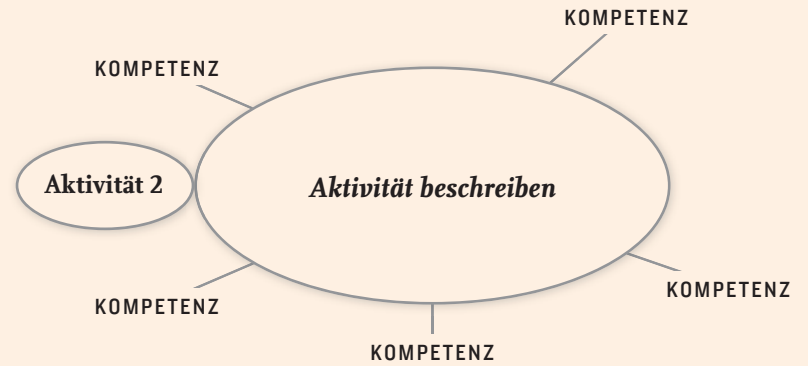 KOMPETENZ
KOMPETENZ
Aktivität 2
Aktivität beschreiben
KOMPETENZ
KOMPETENZ
KOMPETENZ